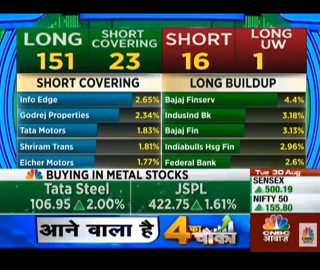 LONG
151
SHORT COVERING
23
SHORT
16
LONG UW
1
SHORT COVERING
Info Edge 2.65%
Godrej Properties 2.34%
Tata Motors 1.83%
Shriram Trans 1.81%
Eicher Motors 1.77%
LONG BUILDUP
Bajaj Finserv 4.4%
IndusInd Bk 3.18%
Bajaj Fin 3.13%
Indiabulls Hsg Fin 2.96%
Federal Bank 2.6%
BUYING IN METAL STOCKS
Tata Steel
106.95 ▲ 2.00%
JSPL
422.75 ▲ 1.61%
Tue 30 Aug
SENSEX
▲ 500.19
NIFTY 50
▲ 155.80
आने वाला है
4 का चौका
CNBC
आवाज़